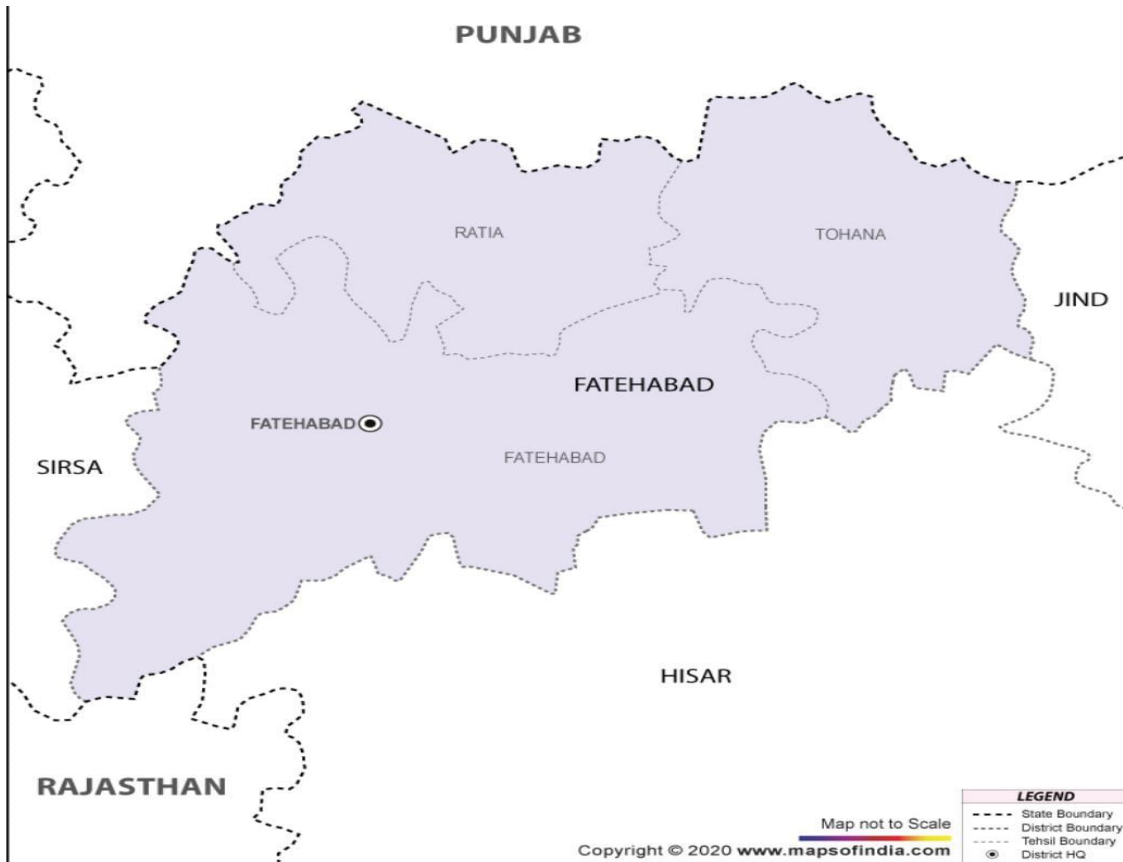 PUNJAB
RATIA
TOHANA
JIND
FATEHABAD
FATEHABAD
FATEHABAD
SIRSA
HISAR
RAJASTHAN
LEGEND
State Boundary
District Boundary
Tehsil Boundary
District HQ
Map not to Scale
Copyright © 2020 www.mapsofindia.com